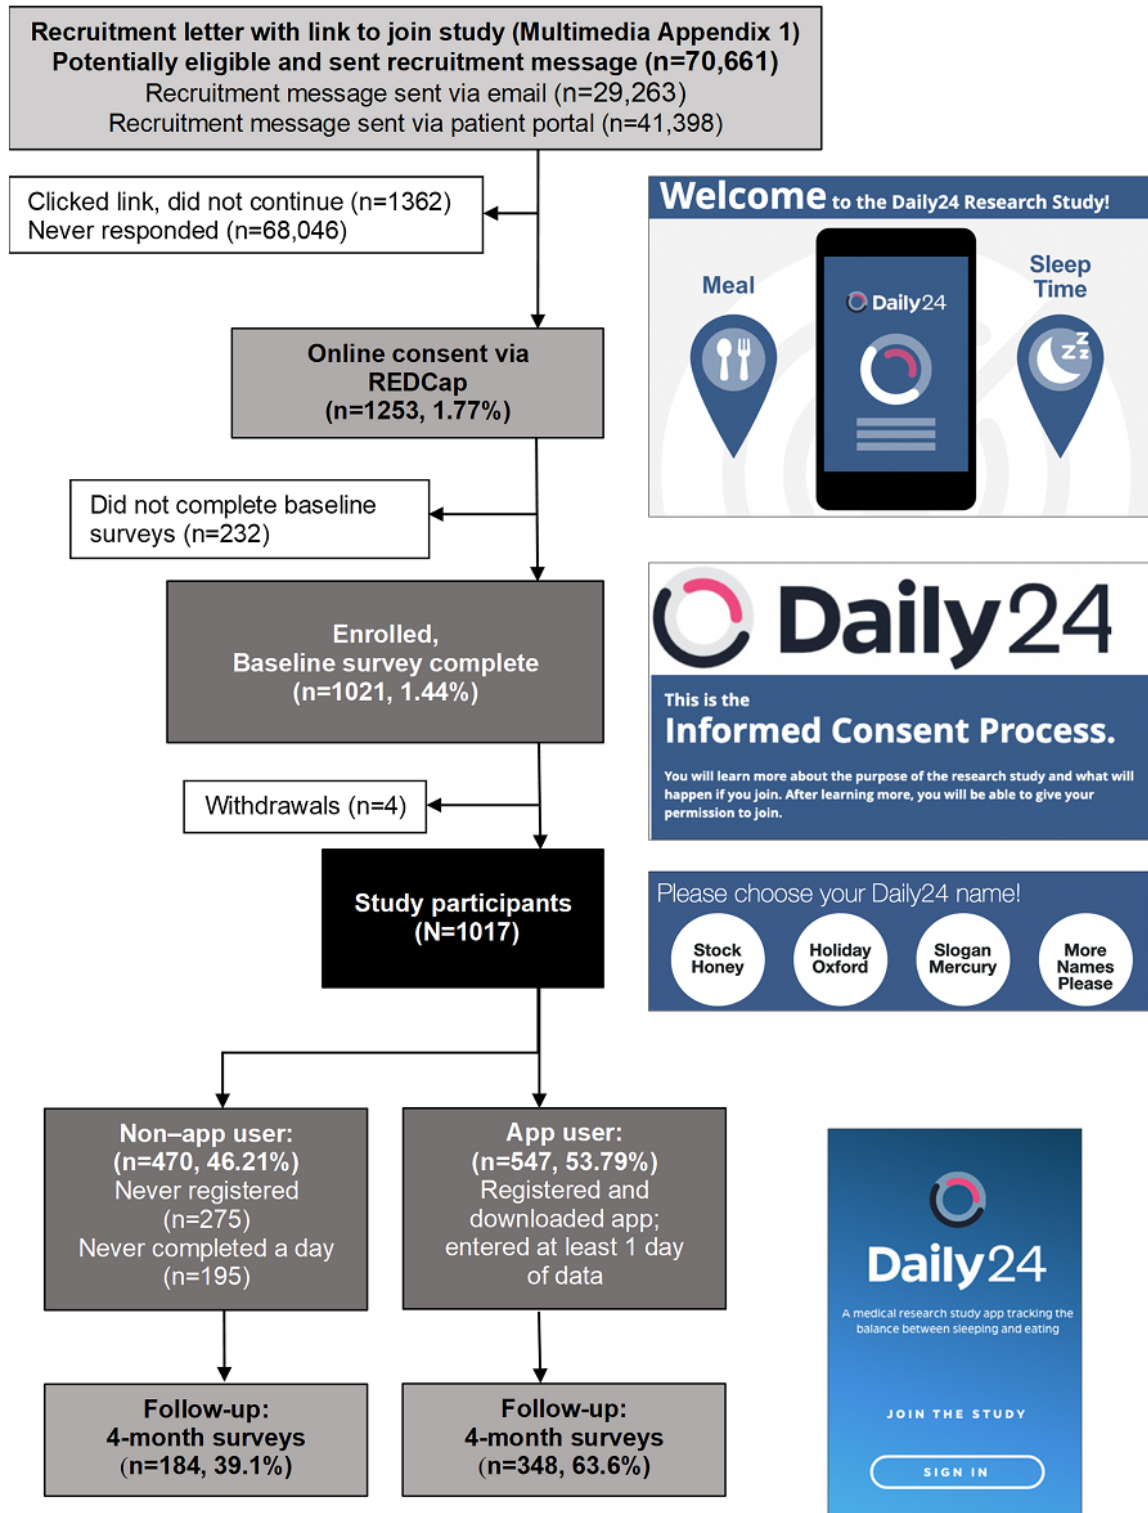 Recruitment letter with link to join study (Multimedia Appendix 1)
Potentially eligible and sent recruitment message (n=70,661)
Recruitment message sent via email (n=29,263)
Recruitment message sent via patient portal (n=41,398)
Clicked link, did not continue (n=1362)
Never responded (n=68,046)
Online consent via
REDCap
(n=1253, 1.77%)
Did not complete baseline
surveys (n=232)
Enrolled,
Baseline survey complete
(n=1021, 1.44%)
Withdrawals (n=4)
Study participants
(N=1017)
Non–app user:
(n=470, 46.21%)
Never registered
(n=275)
Never completed a day
(n=195)
App user:
(n=547, 53.79%)
Registered and
downloaded app;
entered at least 1 day
of data
Follow-up:
4-month surveys
(n=184, 39.1%)
Follow-up:
4-month surveys
(n=348, 63.6%)
Welcome to the Daily24 Research Study!
Meal
Daily24
Sleep
Time
z z z
Daily24
This is the
Informed Consent Process.
You will learn more about the purpose of the research study and what will
happen if you join. After learning more, you will be able to give your
permission to join.
Please choose your Daily24 name!
Stock
Honey
Holiday
Oxford
Slogan
Mercury
More
Names
Please
Daily24
A medical research study app tracking the
balance between sleeping and eating
JOIN THE STUDY
SIGN IN